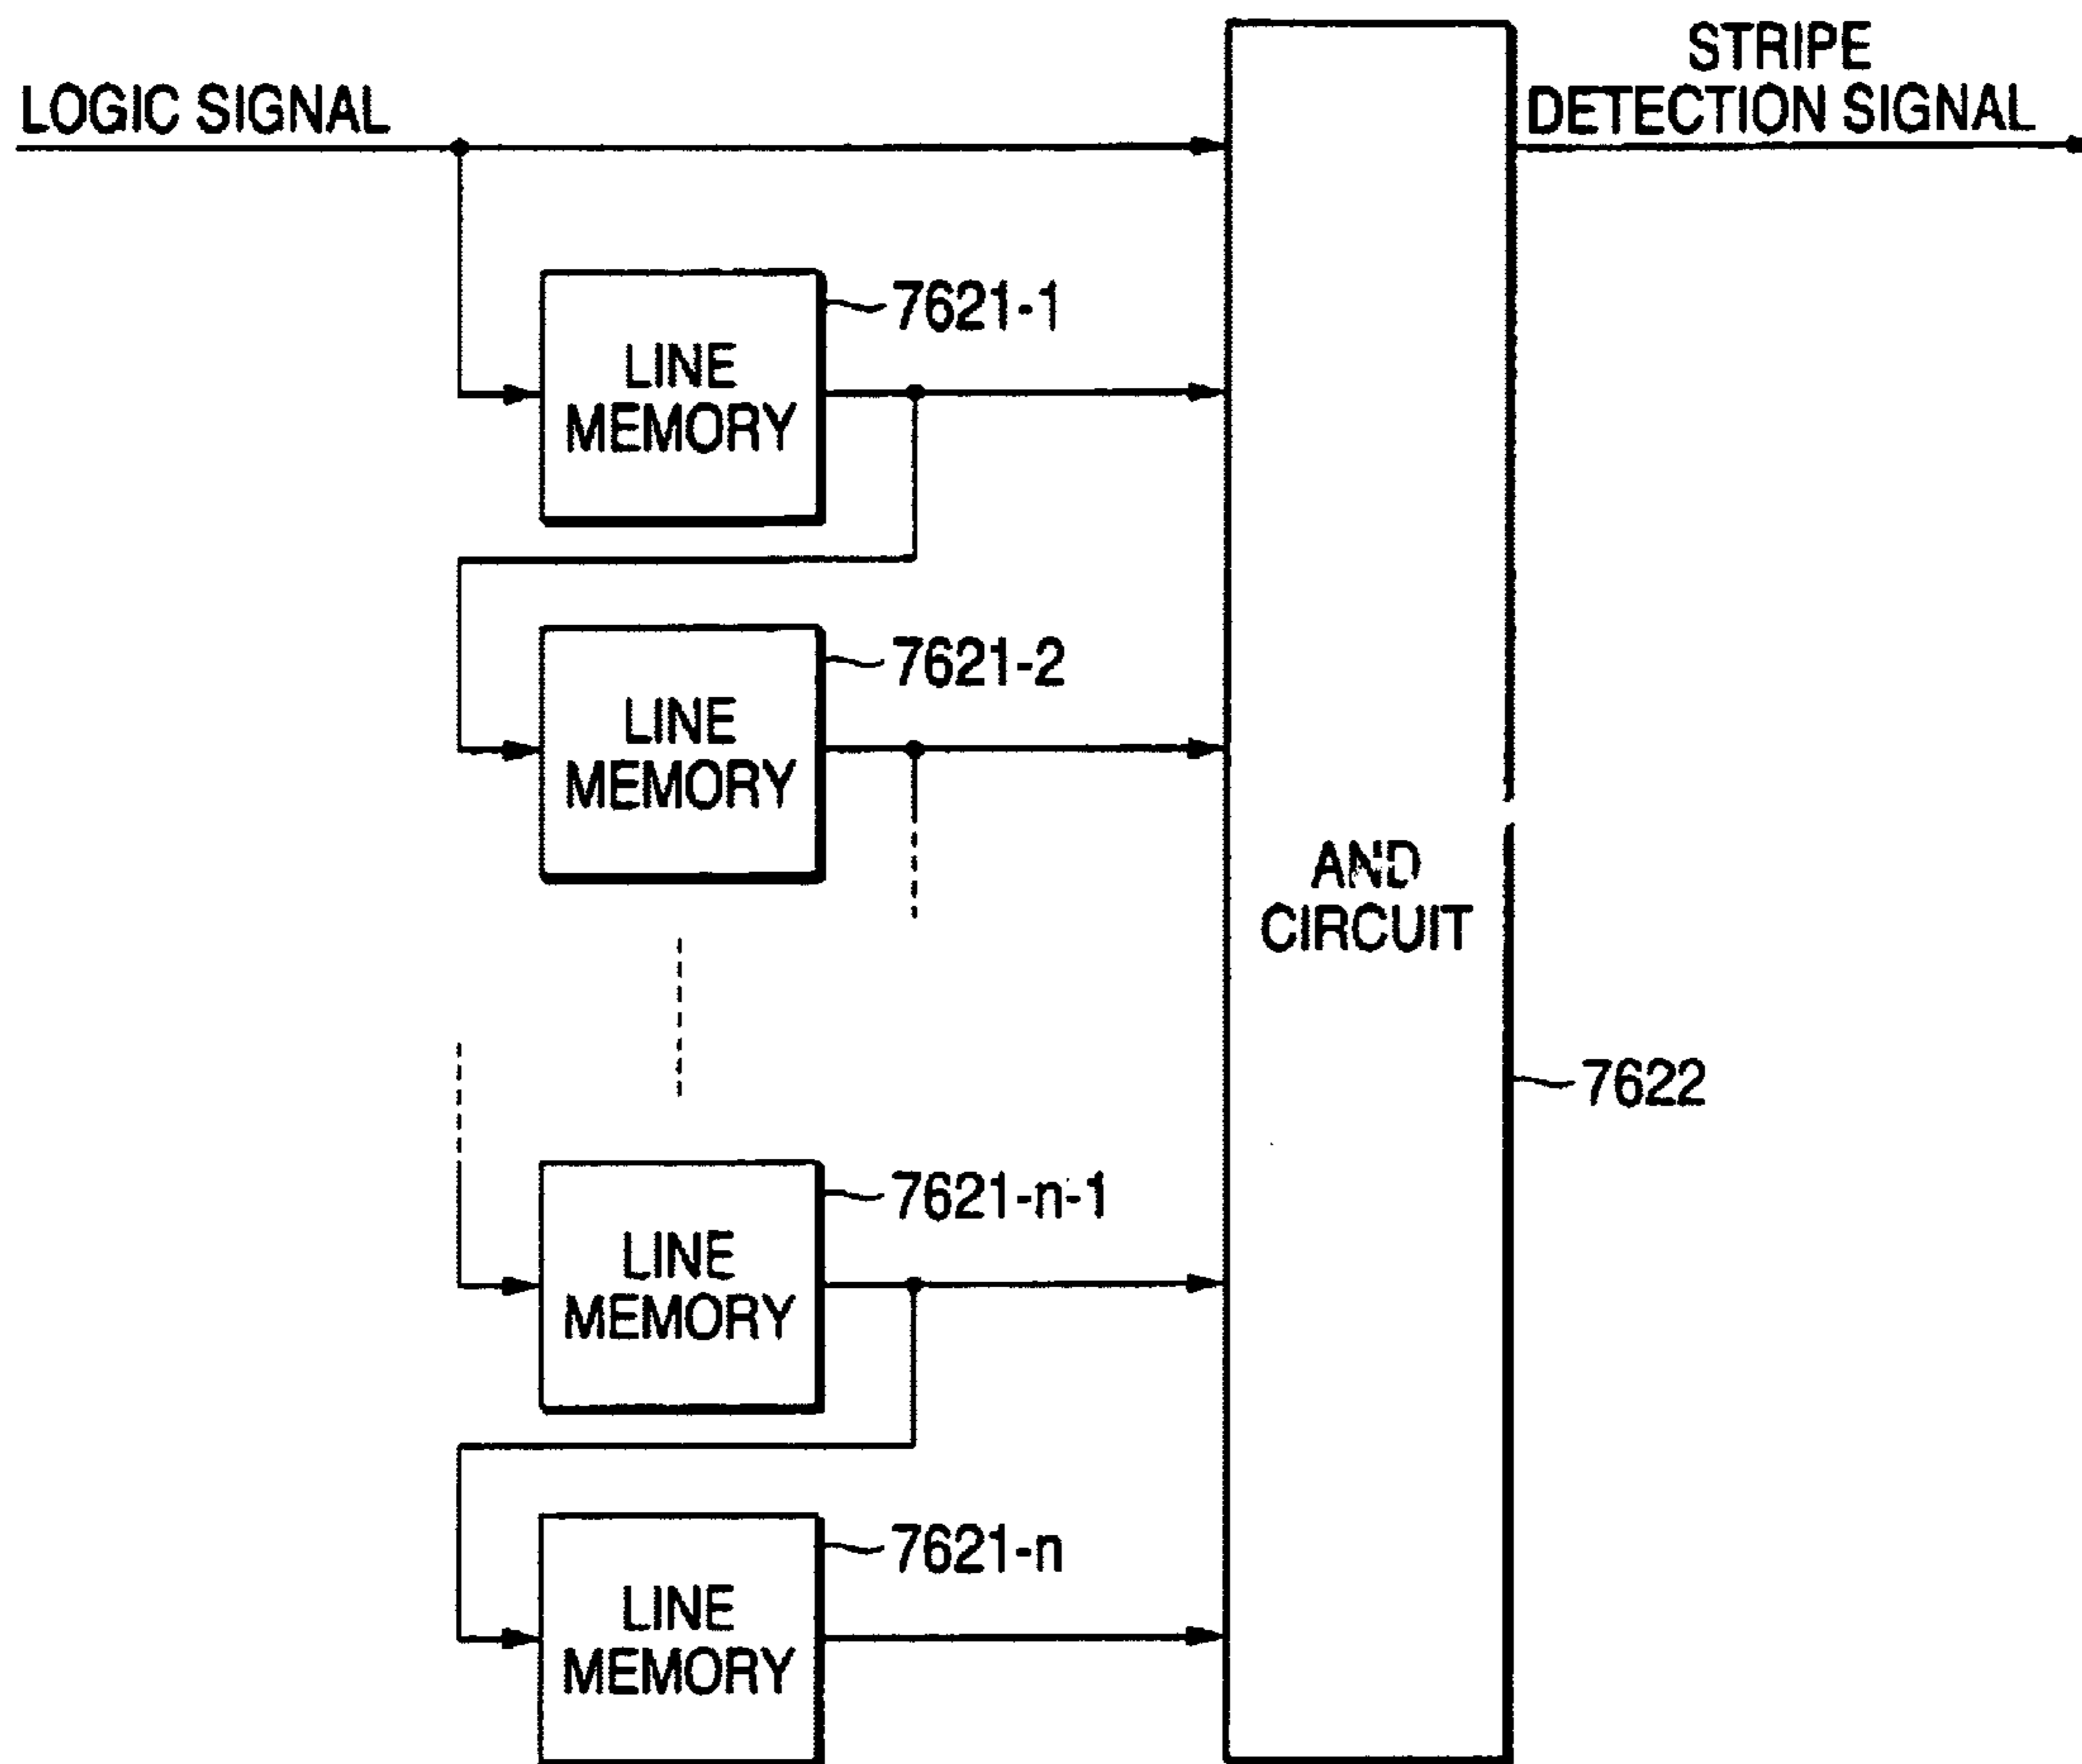 LOGIC SIGNAL
STRIPE
DETECTION SIGNAL
7621-1
LINE
MEMORY
7621-2
LINE
MEMORY
AND
CIRCUIT
7622
7621-n-1
LINE
MEMORY
7621-n
LINE
MEMORY